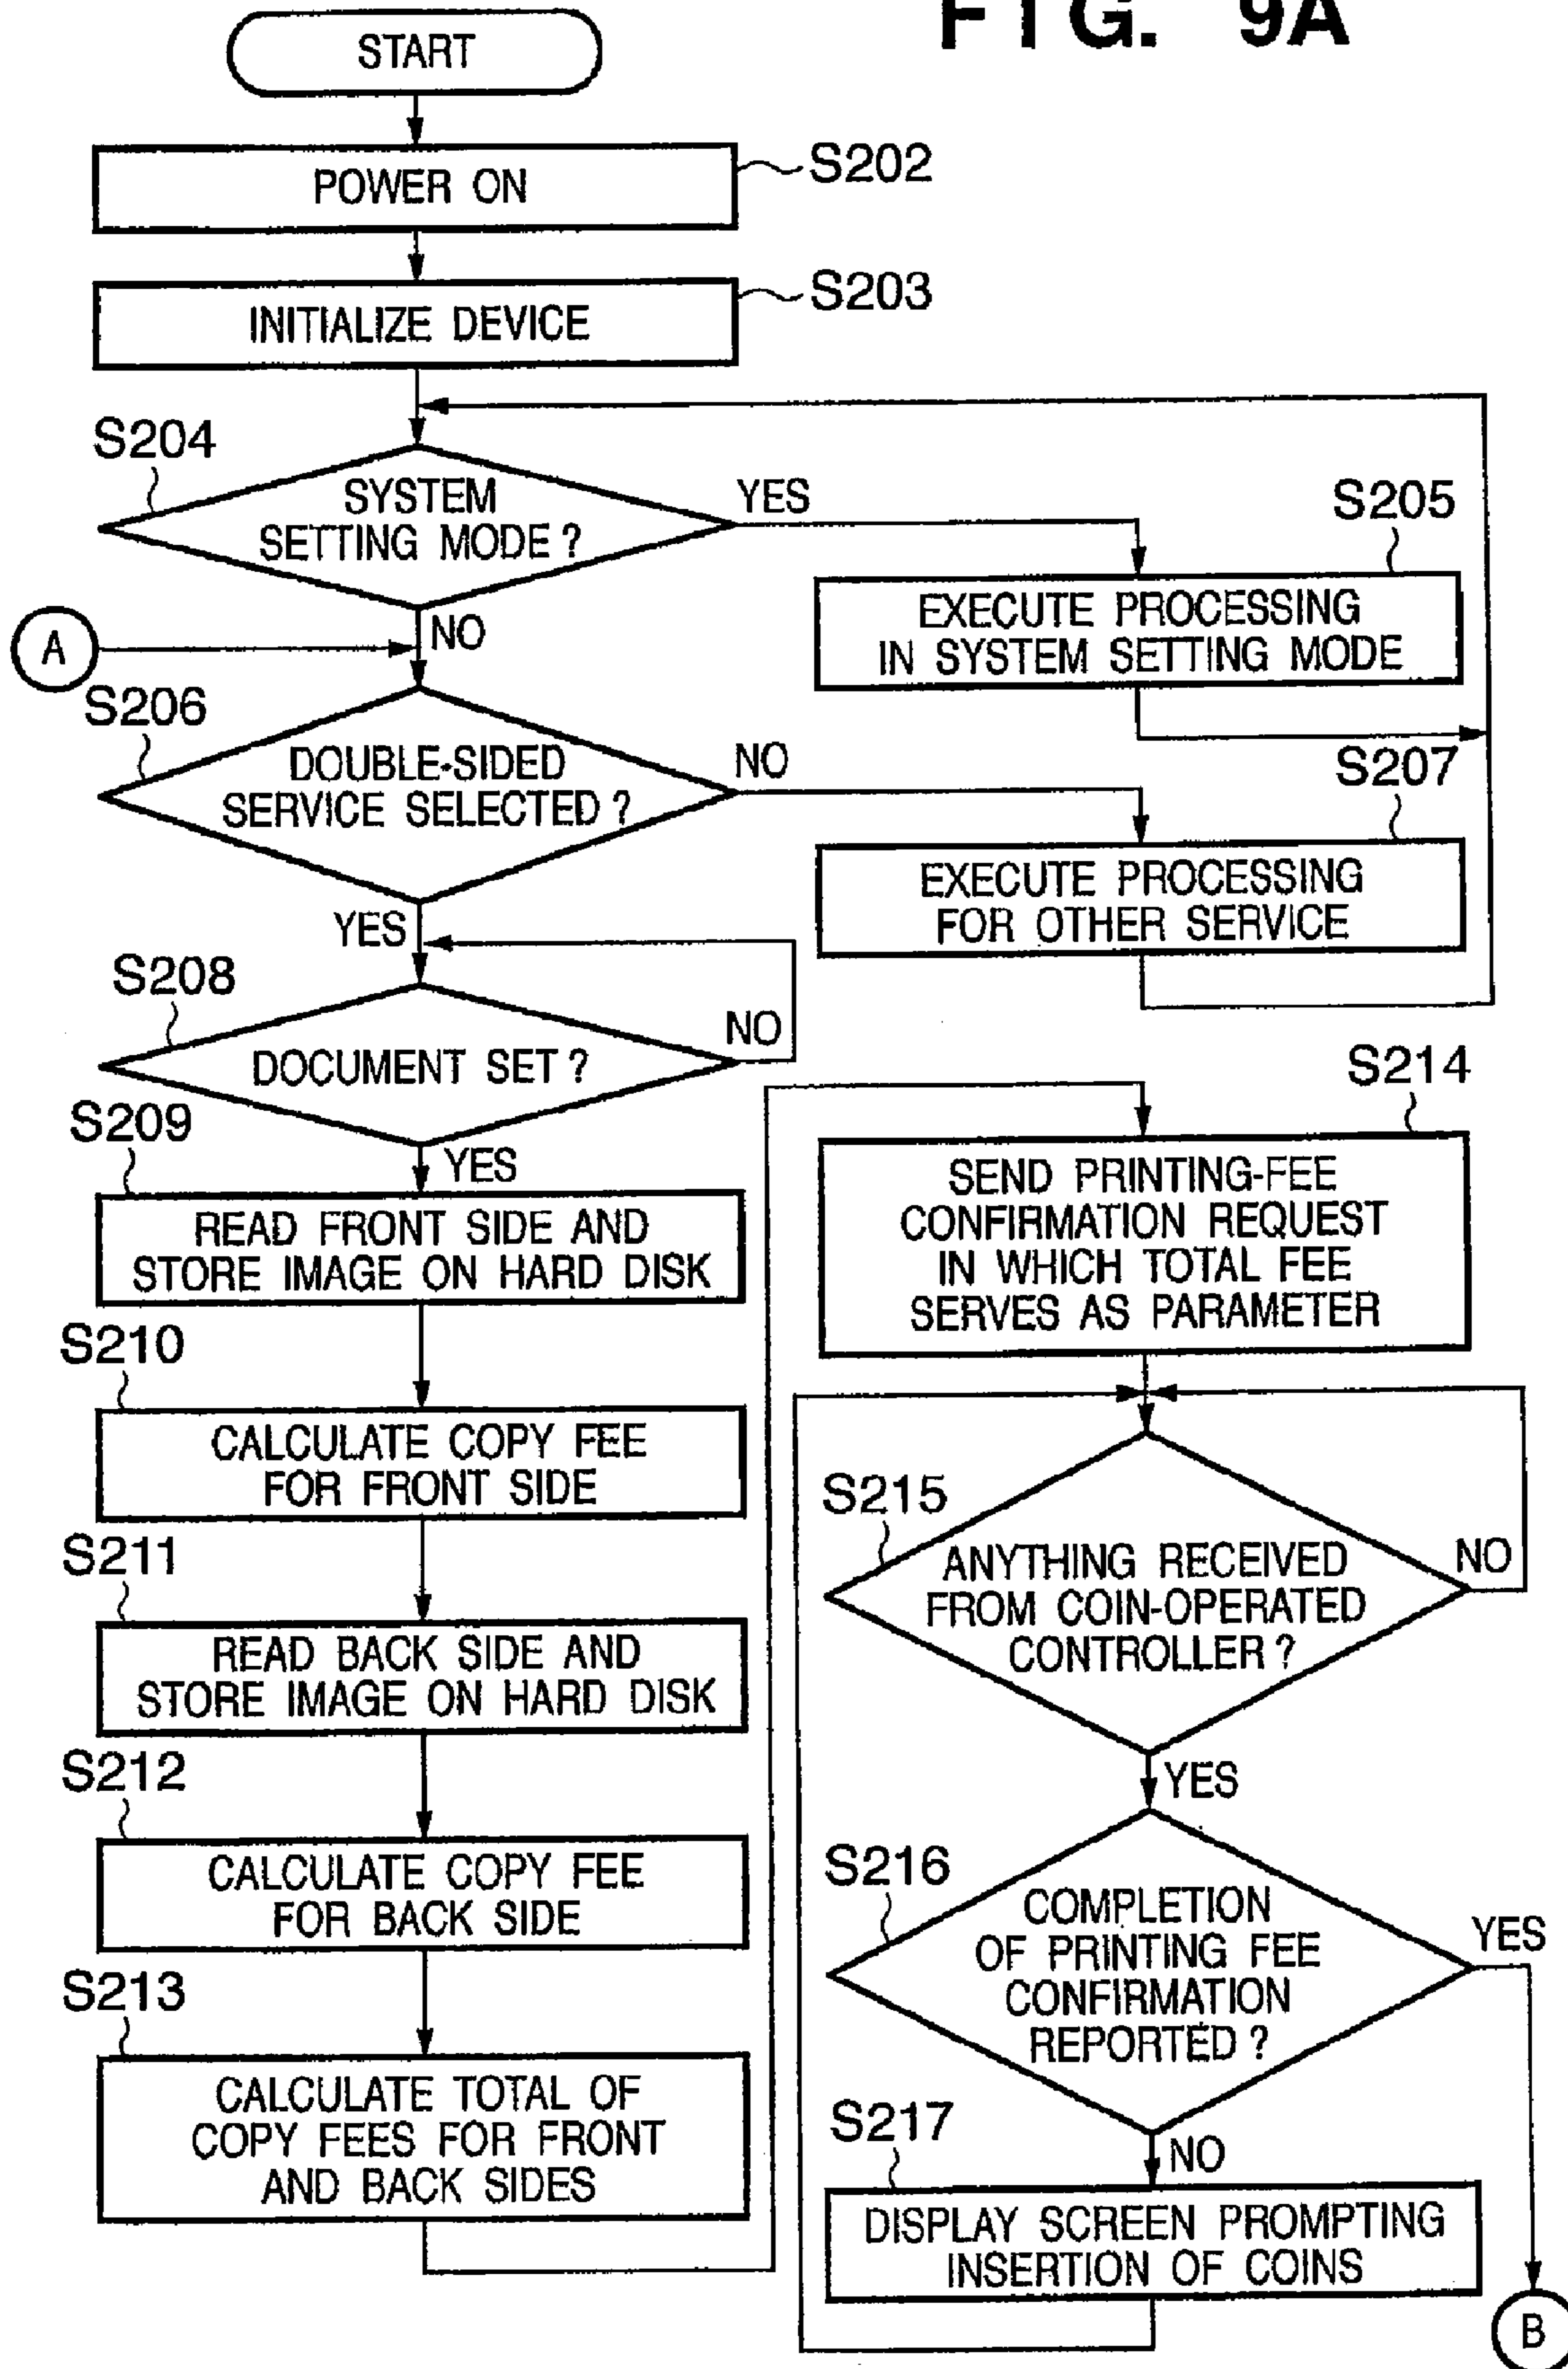 FIG. 9A
START
POWER ON
S202
INITIALIZE DEVICE
S203
S204
SYSTEM
SETTING MODE?
YES
NO
S205
EXECUTE PROCESSING
IN SYSTEM SETTING MODE
A
S206
DOUBLE-SIDED
SERVICE SELECTED?
NO
YES
S207
EXECUTE PROCESSING
FOR OTHER SERVICE
S208
DOCUMENT SET?
NO
YES
S209
READ FRONT SIDE AND
STORE IMAGE ON HARD DISK
S210
CALCULATE COPY FEE
FOR FRONT SIDE
S211
READ BACK SIDE AND
STORE IMAGE ON HARD DISK
S212
CALCULATE COPY FEE
FOR BACK SIDE
S213
CALCULATE TOTAL OF
COPY FEES FOR FRONT
AND BACK SIDES
S214
SEND PRINTING-FEE
CONFIRMATION REQUEST
IN WHICH TOTAL FEE
SERVES AS PARAMETER
S215
ANYTHING RECEIVED
FROM COIN-OPERATED
CONTROLLER?
NO
YES
S216
COMPLETION
OF PRINTING FEE
CONFIRMATION
REPORTED?
YES
NO
S217
DISPLAY SCREEN PROMPTING
INSERTION OF COINS
B